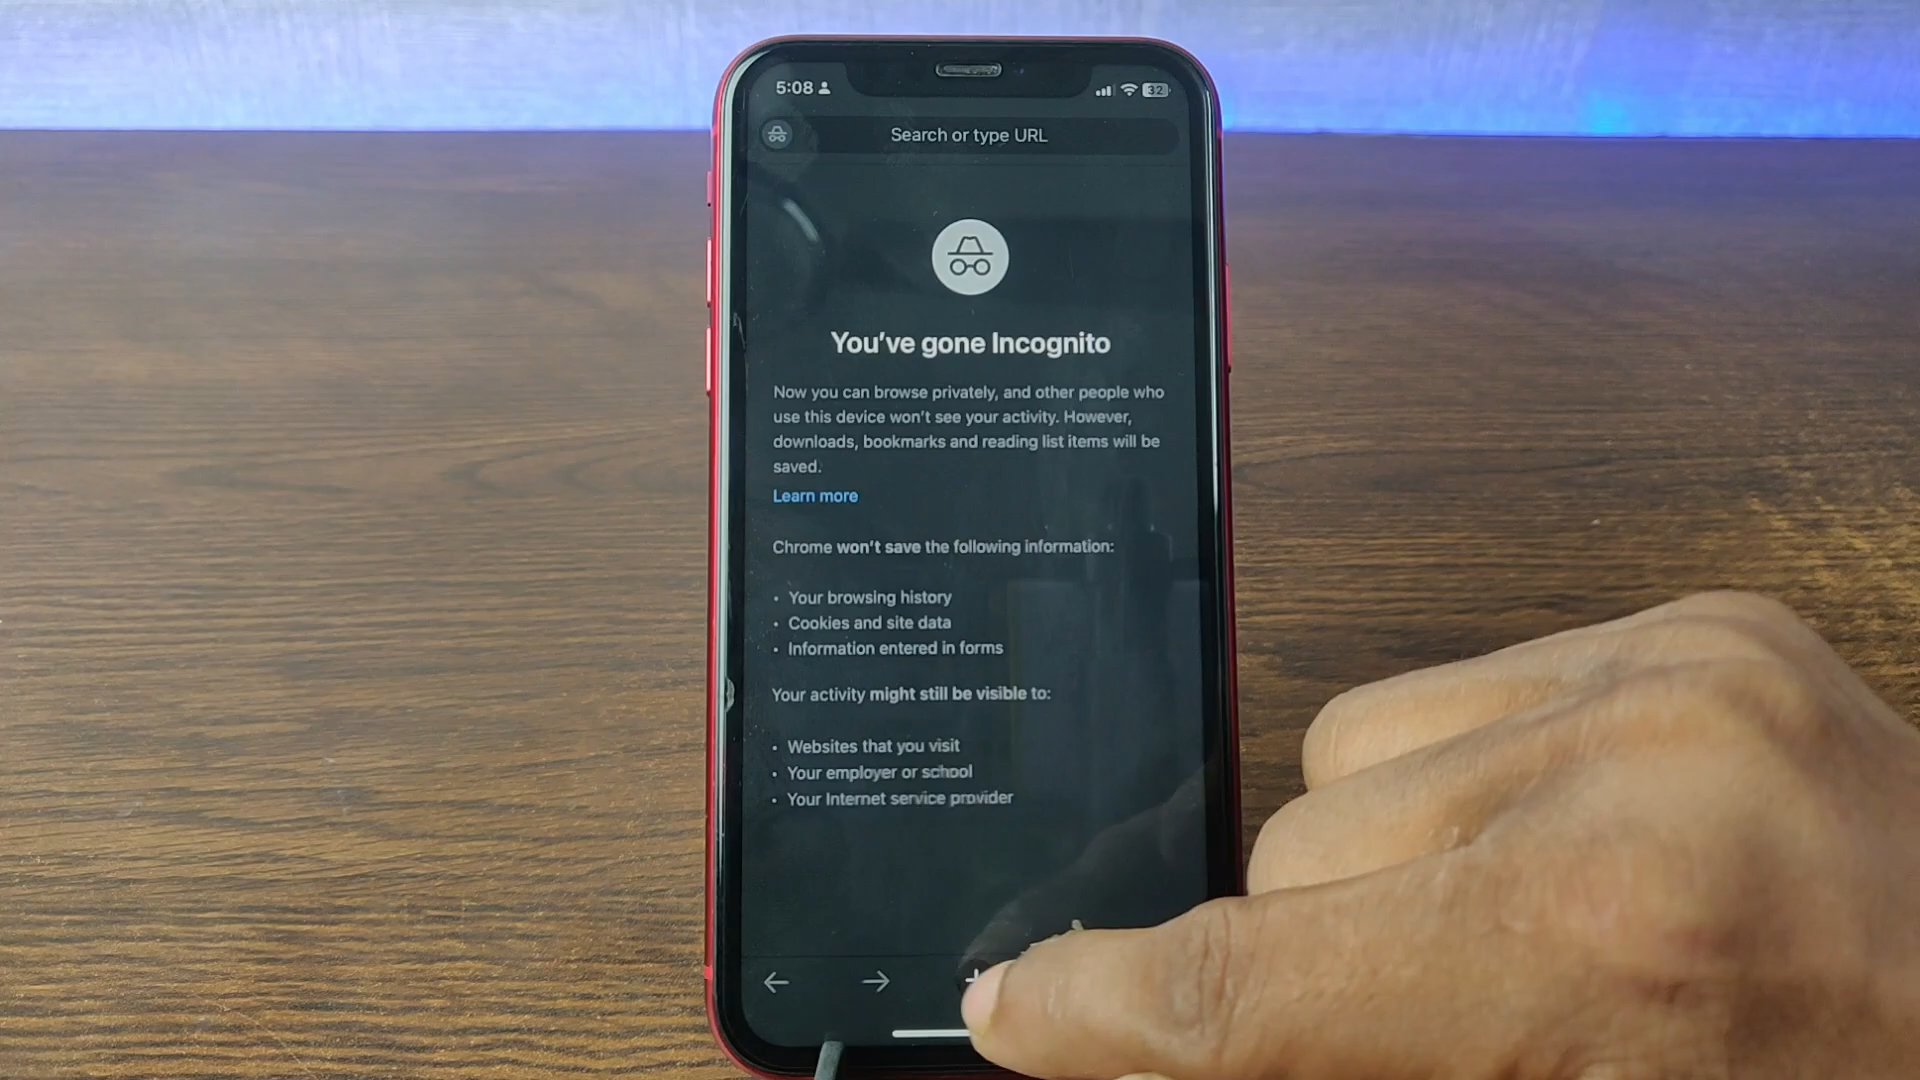 5:08
32
Search or type URL
You've gone Incognito
Now you can browse privately, and other people who
use this device won't see your activity. However,
downloads, bookmarks and reading list items will be
saved.
Learn more
Chrome won't save the following information:
• Your browsing history
• Cookies and site data
• Information entered in forms
Your activity might still be visible to:
• Websites that you visit
• Your employer or school
• Your Internet service provider